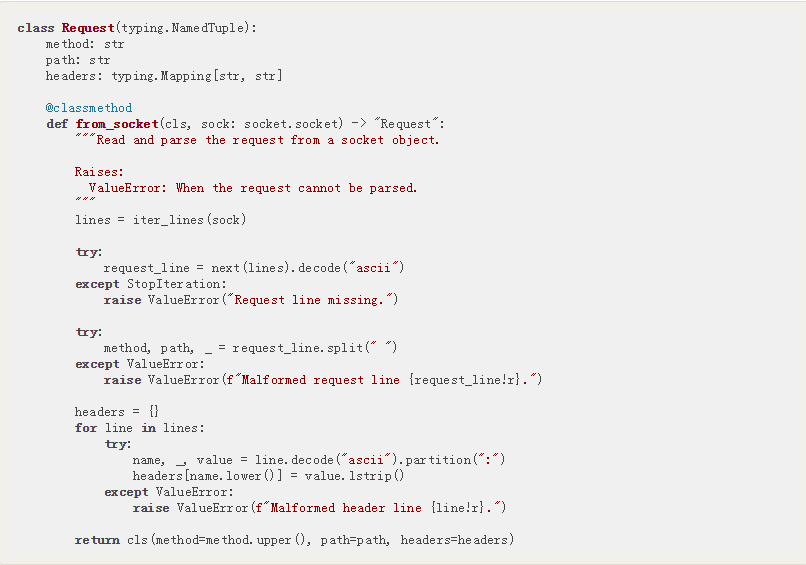 class Request(typing.NamedTuple):
    method: str
    path: str
    headers: typing.Mapping[str, str]

    @classmethod
    def from_socket(cls, sock: socket.socket) -> "Request":
        """Read and parse the request from a socket object.

        Raises:
          ValueError: When the request cannot be parsed.
        """
        lines = iter_lines(sock)

        try:
            request_line = next(lines).decode("ascii")
        except StopIteration:
            raise ValueError("Request line missing.")

        try:
            method, path, _ = request_line.split(" ")
        except ValueError:
            raise ValueError(f"Malformed request line {request_line!r}.")

        headers = {}
        for line in lines:
            try:
                name, _, value = line.decode("ascii").partition(":")
                headers[name.lower()] = value.lstrip()
            except ValueError:
                raise ValueError(f"Malformed header line {line!r}.")

        return cls(method=method.upper(), path=path, headers=headers)